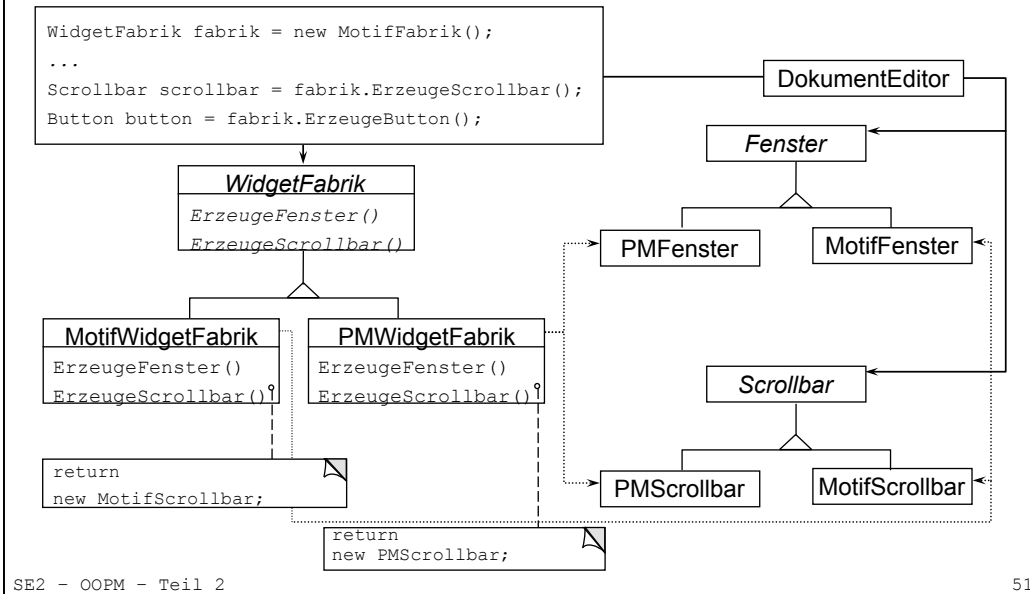 WidgetFabrik fabrik = new MotifFabrik();
...
Scrollbar scrollbar = fabrik.ErzeugeScrollbar();
Button button = fabrik.ErzeugeButton();
DokumentEditor
Fenster
WidgetFabrik
ErzeugeFenster()
ErzeugeScrollbar()
PMFenster
MotifFenster
MotifWidgetFabrik
ErzeugeFenster()
ErzeugeScrollbar()
PMWidgetFabrik
ErzeugeFenster()
ErzeugeScrollbar()
Scrollbar
PMScrollbar
MotifScrollbar
return
new MotifScrollbar;
return
new PMScrollbar;
SE2 - OOPM - Teil 2
51